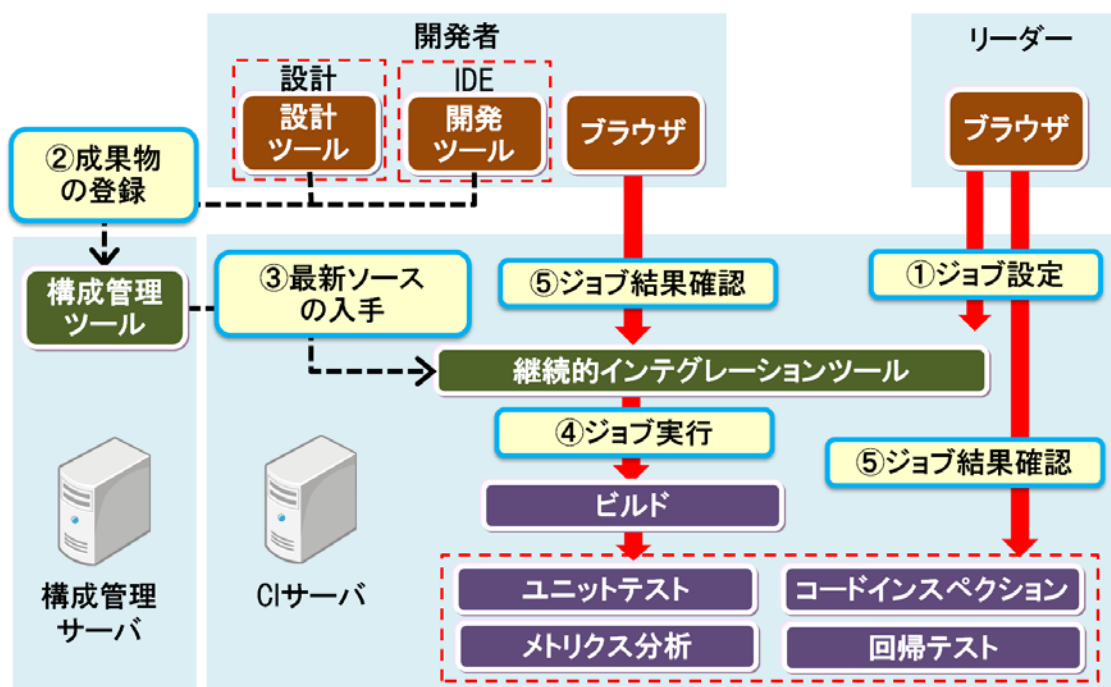 開発者
リーダー
設計
IDE
設計
ツール
開発
ツール
ブラウザ
ブラウザ
②成果物
の登録
構成管理
ツール
③最新ソース
の入手
⑤ジョブ結果確認
①ジョブ設定
継続的インテグレーションツール
④ジョブ実行
⑤ジョブ結果確認
ビルド
ユニットテスト
コードインスペクション
メトリクス分析
回帰テスト
構成管理
サーバ
CIサーバ